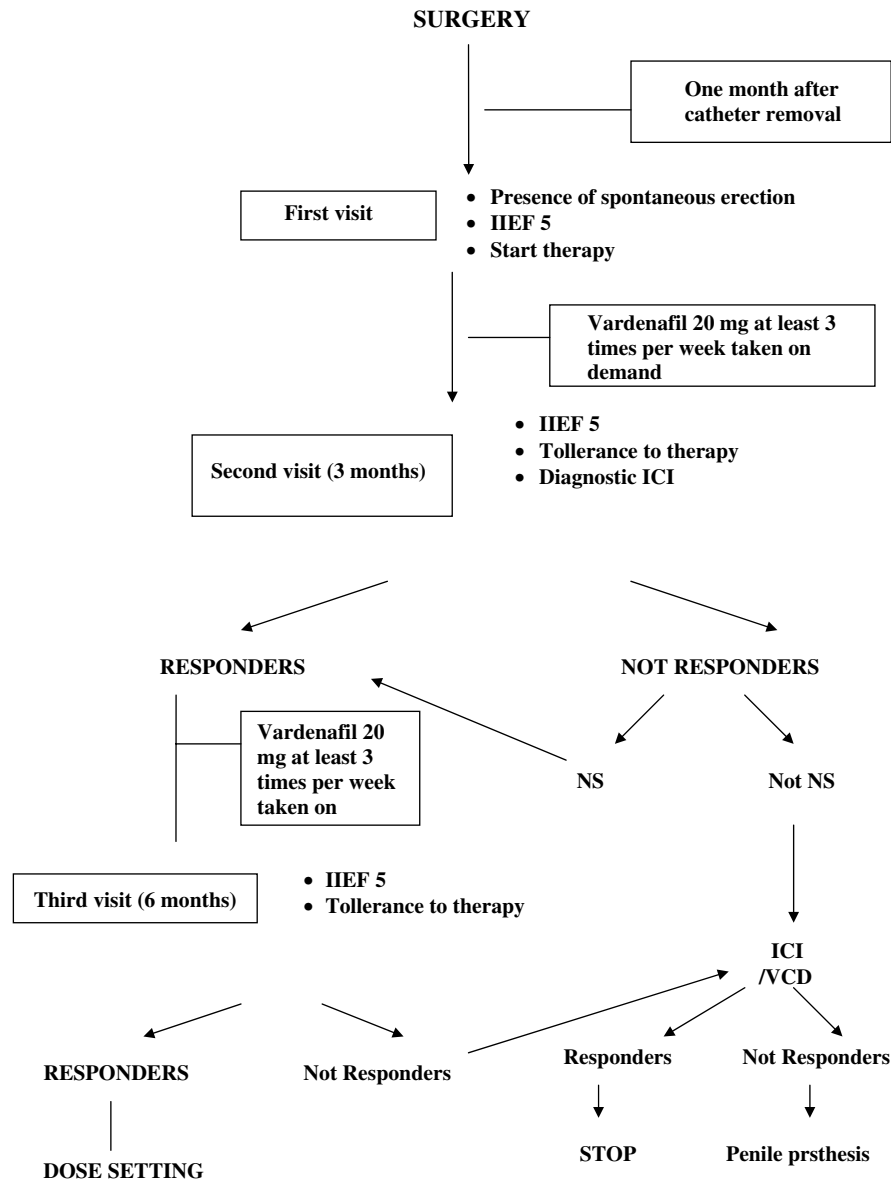 SURGERY
One month after
catheter removal
First visit
• Presence of spontaneous erection
• IIEF 5
• Start therapy
Vardenafil 20 mg at least 3
times per week taken on
demand
Second visit (3 months)
• IIEF 5
• Tollerance to therapy
• Diagnostic ICI
RESPONDERS
NOT RESPONDERS
Vardenafil 20
mg at least 3
times per week
taken on
NS
Not NS
Third visit (6 months)
• IIEF 5
• Tollerance to therapy
ICI
/VCD
RESPONDERS
Not Responders
Responders
Not Responders
DOSE SETTING
STOP
Penile prsthesis